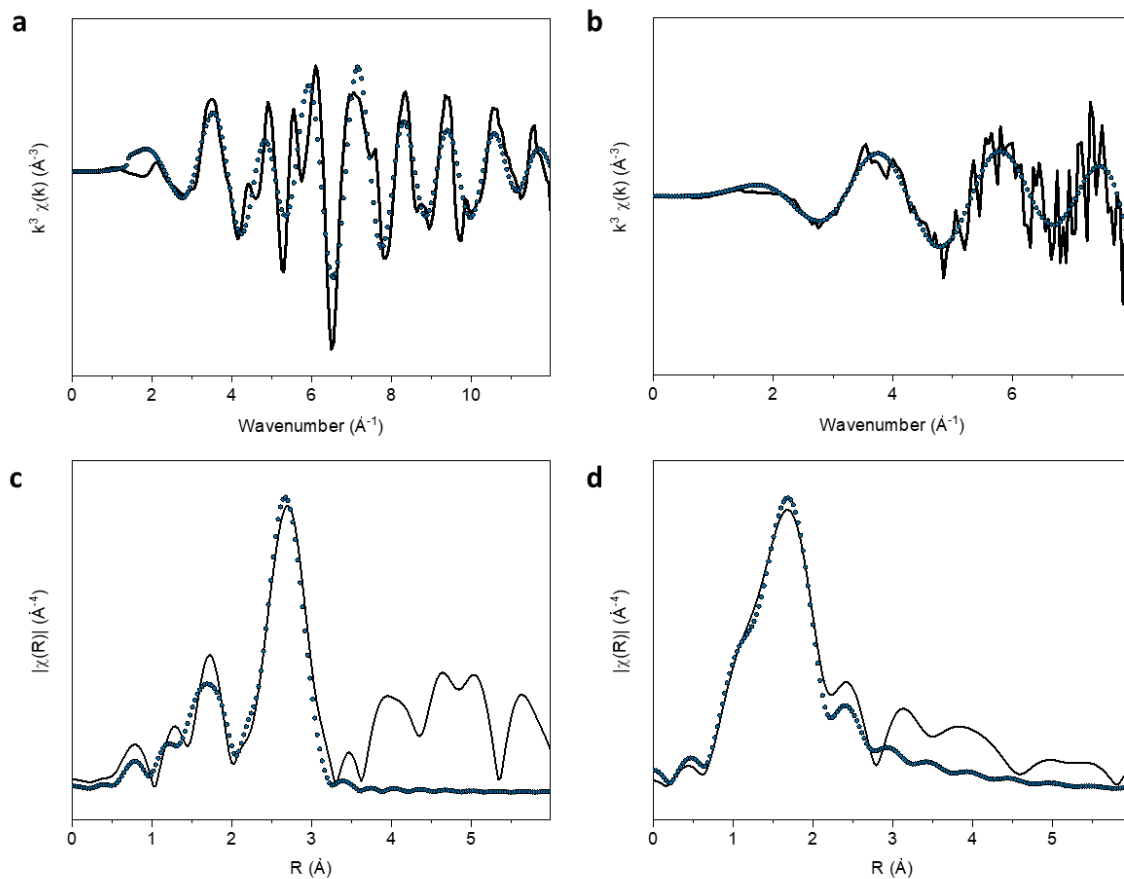 a
b
k³ χ(k) (Å⁻³)
k³ χ(k) (Å⁻³)
0 2 4 6 8 10
0 2 4 6
Wavenumber (Å⁻¹)
Wavenumber (Å⁻¹)
c
d
|χ(R)| (Å⁻⁴)
|χ(R)| (Å⁻⁴)
0 1 2 3 4 5
0 1 2 3 4 5
R (Å)
R (Å)